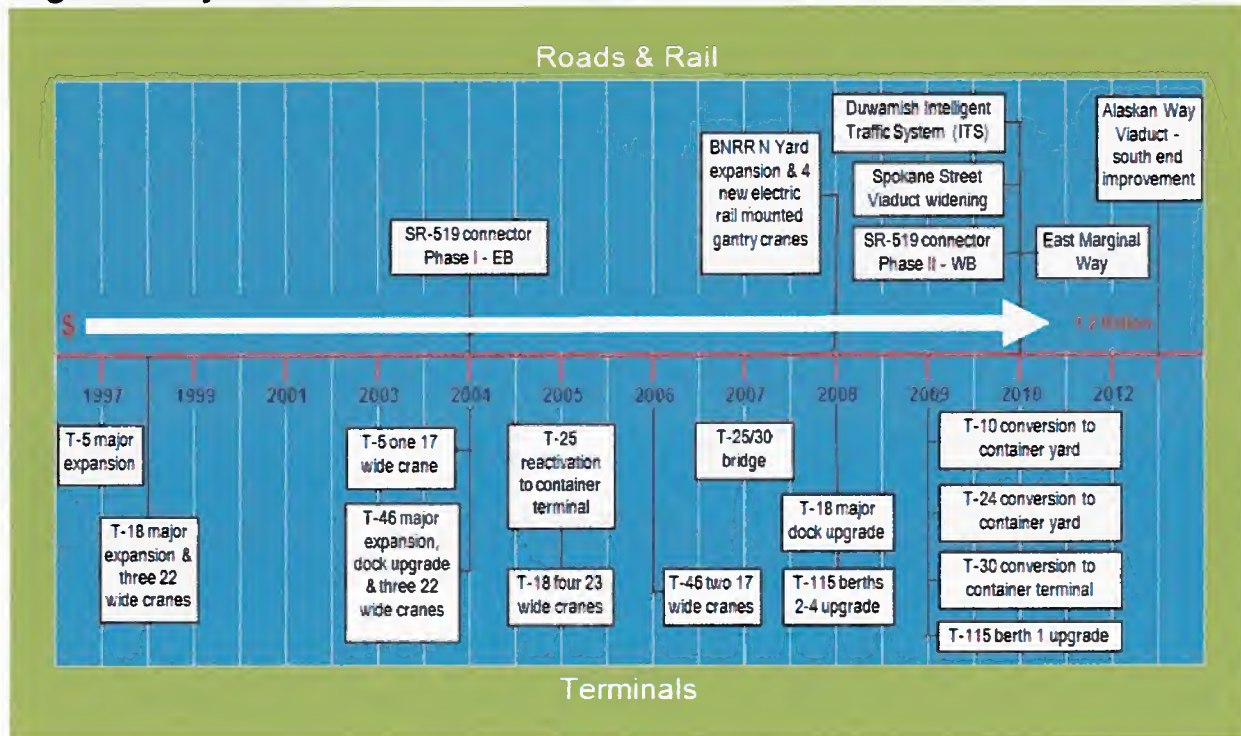 Roads & Rail
Duwamish Intelligent
Traffic System (ITS)
Alaskan Way
Viaduct -
south end
improvement
BNRR N Yard
expansion & 4
new electric
rail mounted
gantry cranes
Spokane Street
Viaduct widening
SR-519 connector
Phase I - EB
SR-519 connector
Phase II - WB
East Marginal
Way
$
Billion
1997
1999
2001
2003
2004
2005
2006
2007
2008
2009
2010
2012
T-5 major
expansion
T-18 major
expansion &
three 22
wide cranes
T-5 one 17
wide crane
T-46 major
expansion,
dock upgrade
& three 22
wide cranes
T-25
reactivation
to container
terminal
T-18 four 23
wide cranes
T-46 two 17
wide cranes
T-25/30
bridge
T-18 major
dock upgrade
T-115 berths
2-4 upgrade
T-10 conversion to
container yard
T-24 conversion to
container yard
T-30 conversion to
container terminal
T-115 berth 1 upgrade
Terminals